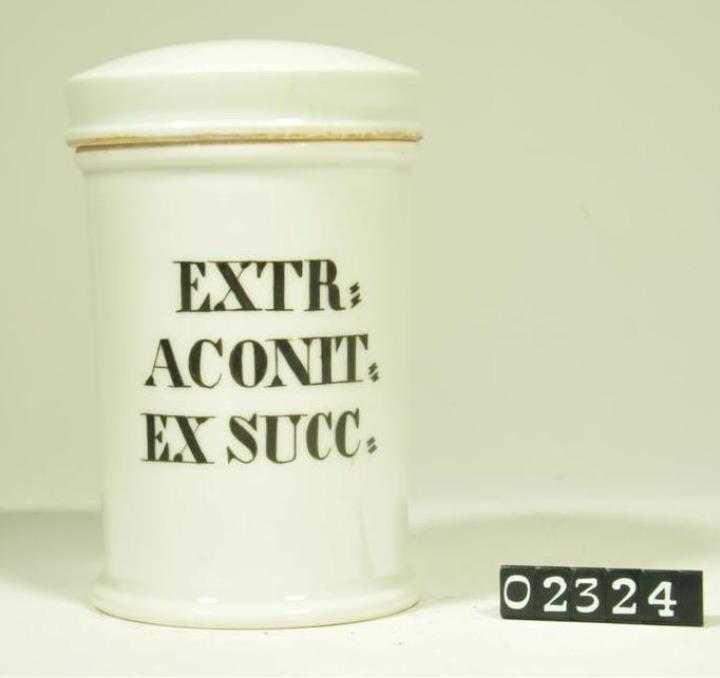 EXTR.
ACONIT.
EX SUCC.
02324